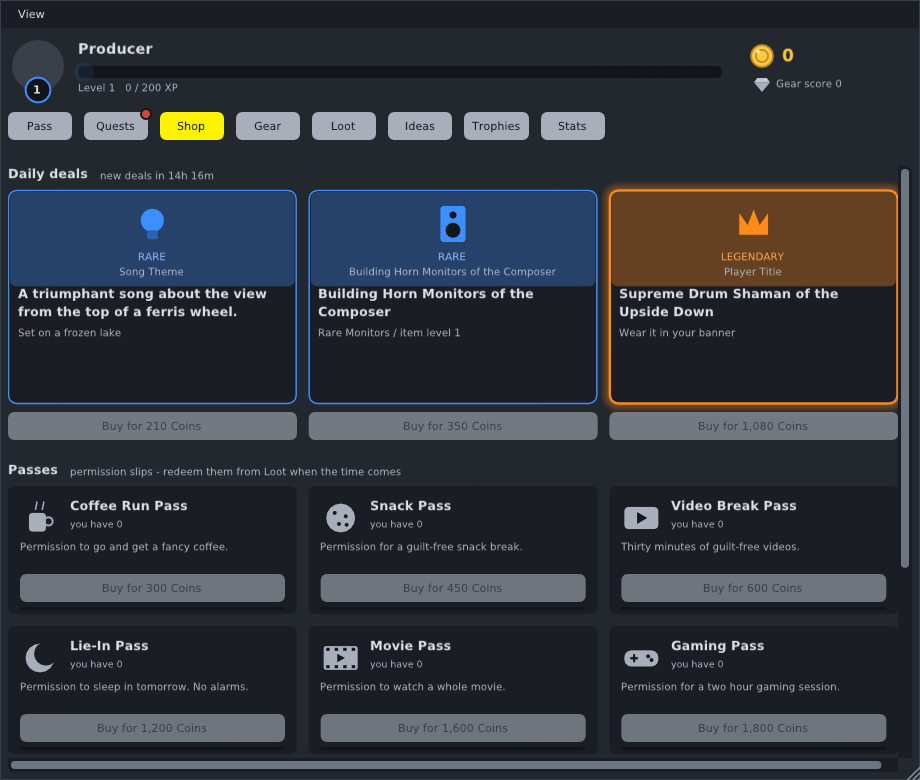 View
Producer
0
1
Level 1 0 / 200 XP
Gear score 0
Pass Quests Shop Gear Loot Ideas Trophies Stats
Daily deals new deals in 14h 16m
RARE
Song Theme
A triumphant song about the view
from the top of a ferris wheel.
Set on a frozen lake
Buy for 210 Coins
RARE
Building Horn Monitors of the Composer
Building Horn Monitors of the
Composer
Rare Monitors / item level 1
Buy for 350 Coins
LEGENDARY
Player Title
Supreme Drum Shaman of the
Upside Down
Wear it in your banner
Buy for 1,080 Coins
Passes permission slips - redeem them from Loot when the time comes
Coffee Run Pass
you have 0
Permission to go and get a fancy coffee.
Buy for 300 Coins
Snack Pass
you have 0
Permission for a guilt-free snack break.
Buy for 450 Coins
Video Break Pass
you have 0
Thirty minutes of guilt-free videos.
Buy for 600 Coins
Lie-In Pass
you have 0
Permission to sleep in tomorrow. No alarms.
Buy for 1,200 Coins
Movie Pass
you have 0
Permission to watch a whole movie.
Buy for 1,600 Coins
Gaming Pass
you have 0
Permission for a two hour gaming session.
Buy for 1,800 Coins